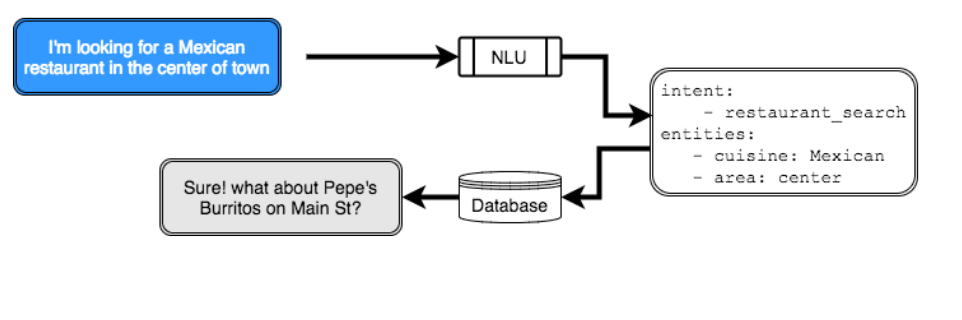 I'm looking for a Mexican
restaurant in the center of town
NLU
intent:
- restaurant_search
entities:
- cuisine: Mexican
- area: center
Database
Sure! what about Pepe's
Burritos on Main St?